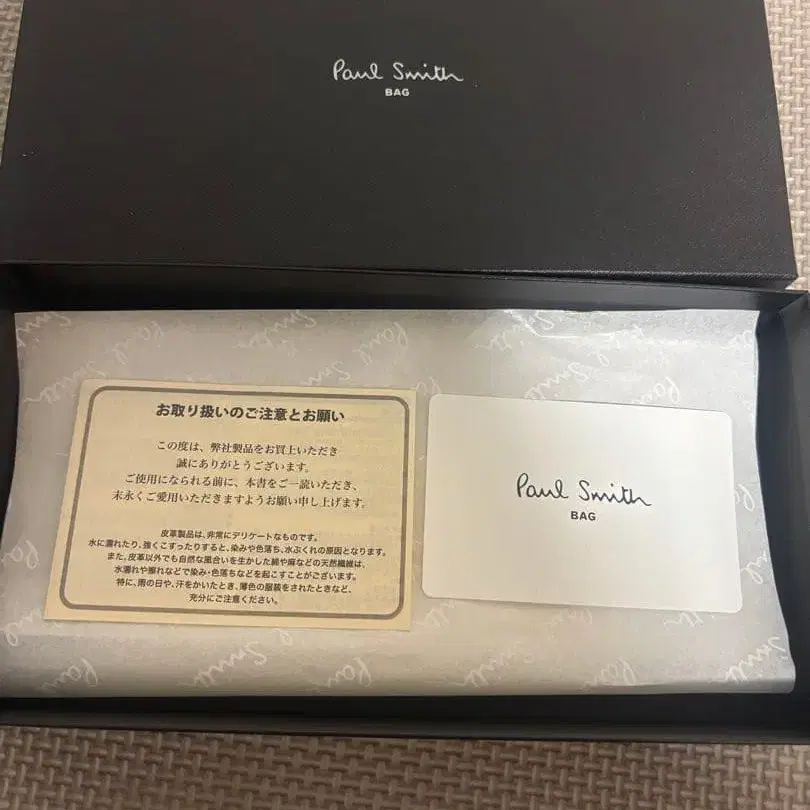 Paul Smith
BAG
お取り扱いのご注意とお願い
この度は、弊社製品をお買上いただき
誠にありがとうございます。
ご使用になられる前に、本書をご一読いただき、
末永くご愛用いただきますようお願い申し上げます。
皮革製品は、非常にデリケートなものです。
水に濡れたり、強くこすったりすると、染みや色落ち、水ぶくれの原因となります。
また、皮革以外でも自然な風合いを生かした綿や麻などの天然繊維は、
水濡れや擦れなどで染み・色落ちなどを起こすことがございます。
特に、雨の日や、汗をかいたとき、薄色の服装をされたときなど、
充分にご注意ください。
Paul Smith
BAG